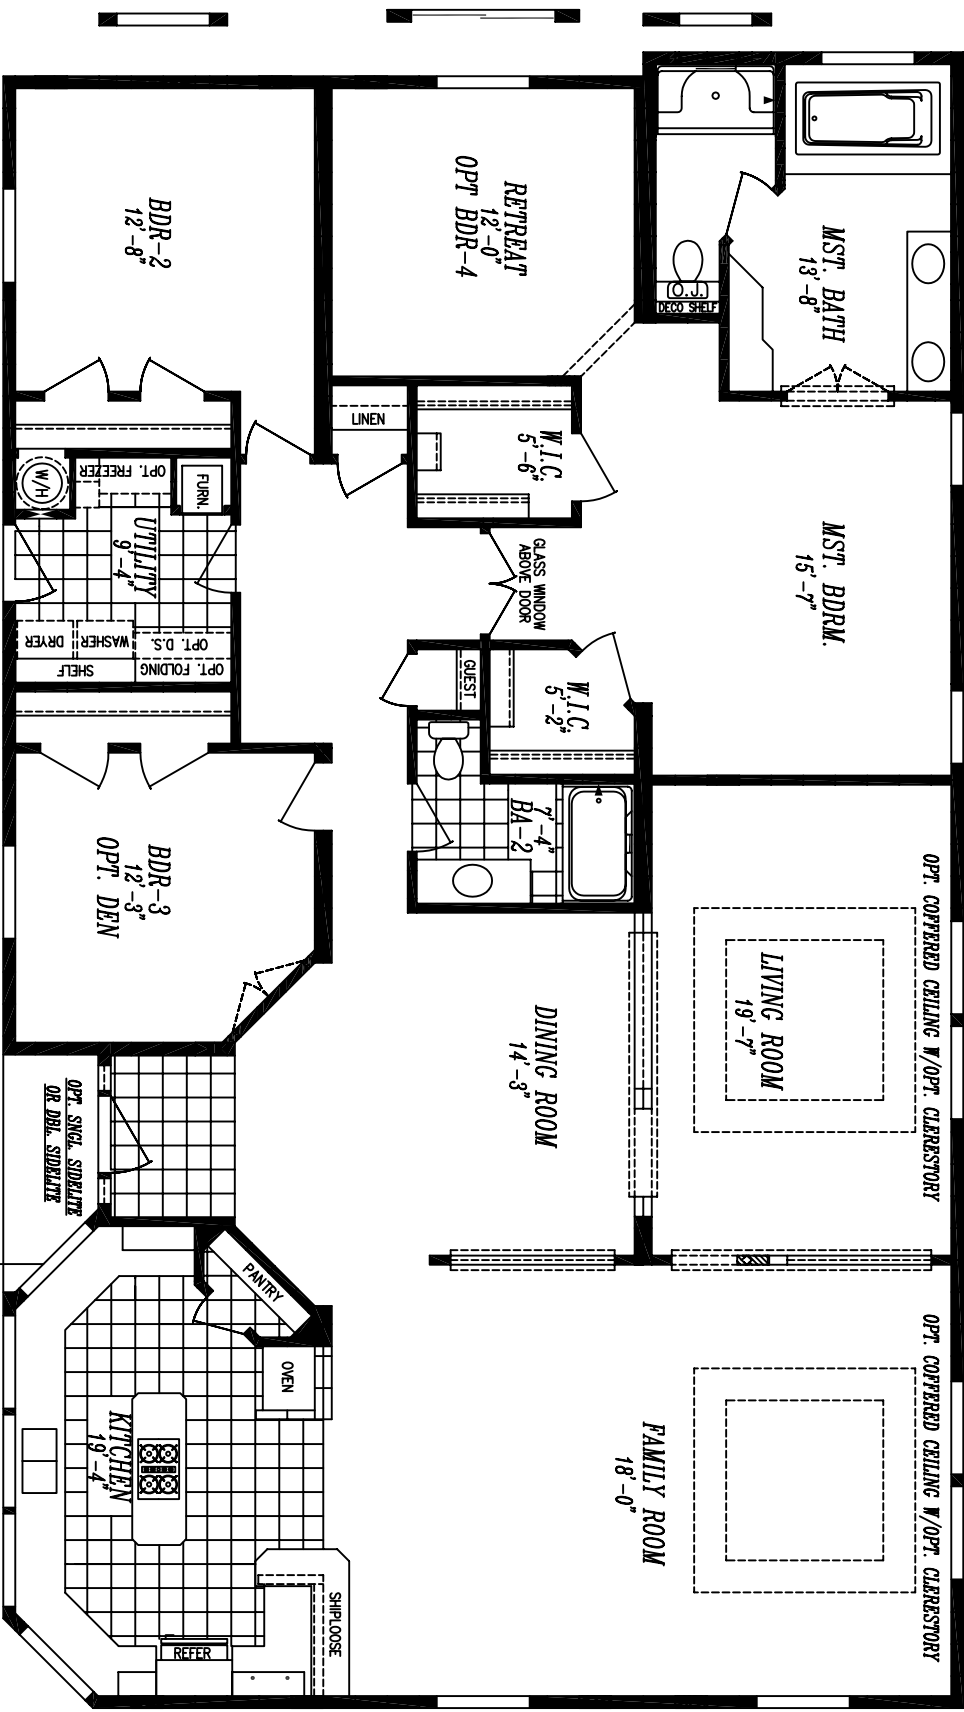 RETREAT
12'-0"
OPT BDR-4
BDR-2
12'-8"
MST. BATH
13'-8"
O.J.
DECO SHELF
LINEN
W.I.C.
5'-6"
MST. BDRM.
15'-7"
GLASS WINDOW
ABOVE DOOR
W/H
OPT. FREEZER
FURN.
UTILITY
9'-4"
DRYER
WASHER
OPT. D.S.
SHELF
OPT. FOLDING
GUEST
W.I.C.
5'-2"
7'-4"
BA-2
BDR-3
12'-3"
OPT. DEN
OPT. COFFERED CEILING W/OPT. CLERESTORY
LIVING ROOM
19'-7"
DINING ROOM
14'-3"
OPT. SNGL. SIDELITE
OR DBL. SIDELITE
PANTRY
OVEN
KITCHEN
19'-4"
OPT. COFFERED CEILING W/OPT. CLERESTORY
FAMILY ROOM
18'-0"
SHIPLOOSE
REFER